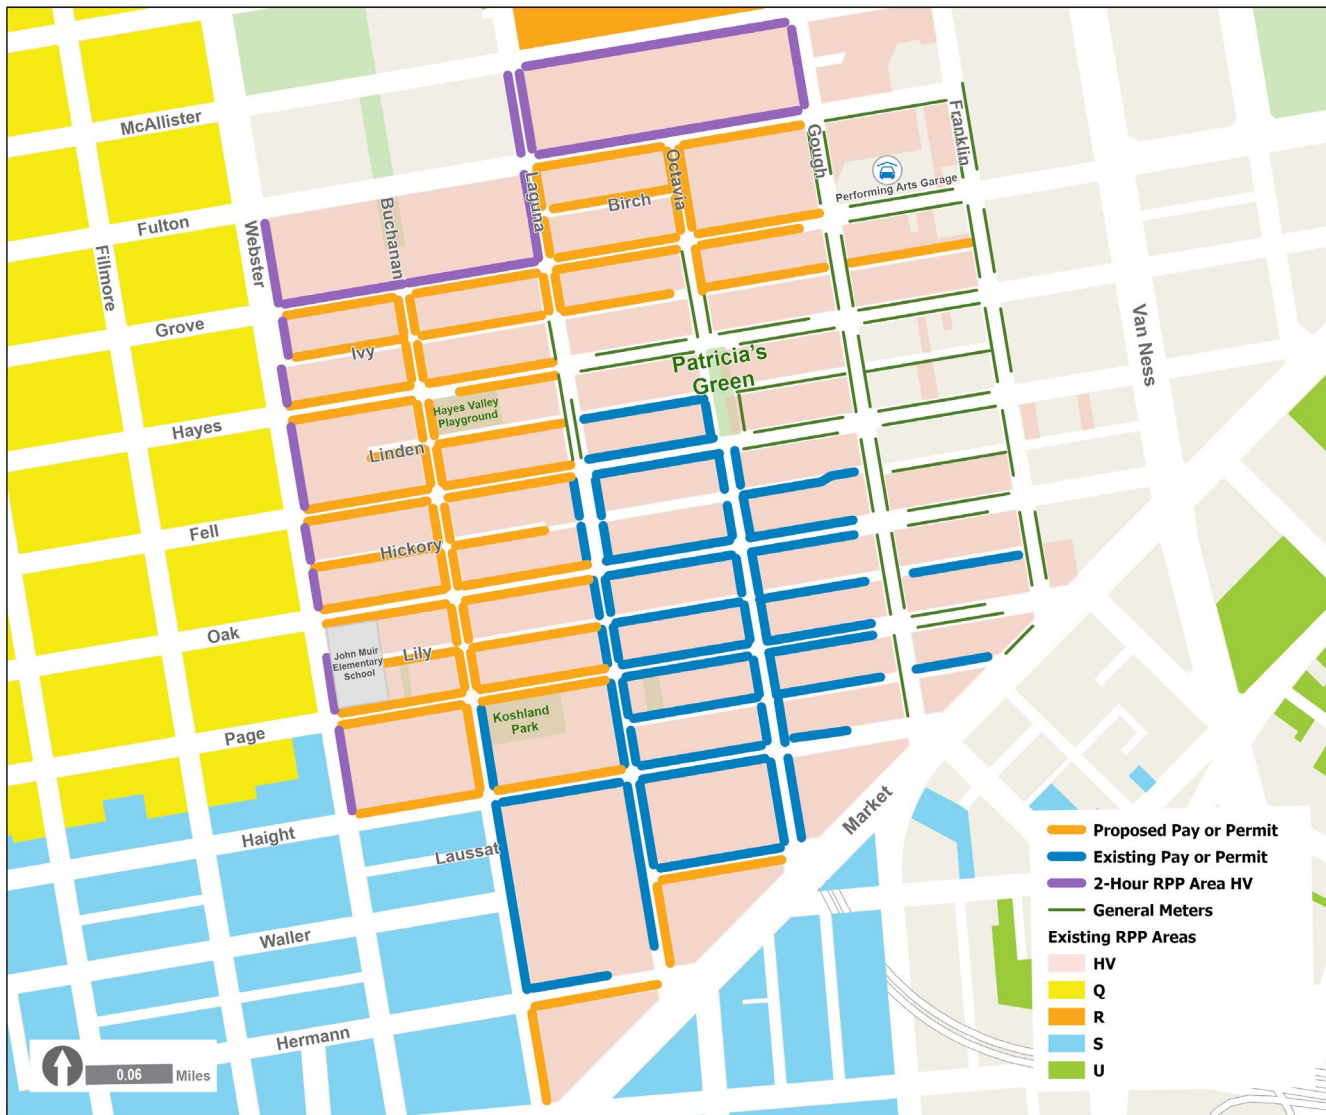 McAllister
Franklin
Gough
Octavia
Performing Arts Garage
Laguna
Birch
Buchanan
Fulton
Webster
Fillmore
Grove
Van Ness
Ivy
Patricia's
Green
Hayes Valley
Playground
Hayes
Linden
Fell
Hickory
Oak
Lily
John Muir
Elementary
School
Koshland
Park
Page
Market
Haight
Laussat
Waller
Hermann
Proposed Pay or Permit
Existing Pay or Permit
2-Hour RPP Area HV
General Meters
Existing RPP Areas
HV
Q
R
S
U
0.06 Miles